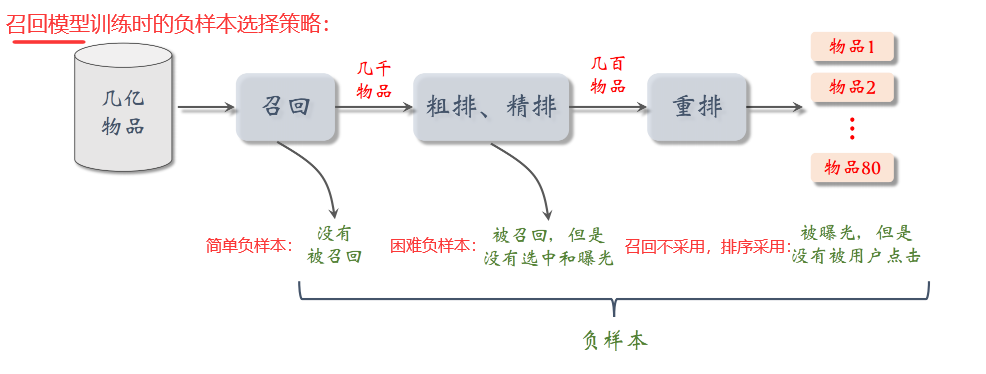 召回模型训练时的负样本选择策略：
几亿
物品
召回
几千
物品
粗排、精排
几百
物品
重排
物品1
物品2
⋮
物品80
简单负样本：
没有
被召回
困难负样本：
被召回，但是
没有选中和曝光
召回不采用，排序采用：
被曝光，但是
没有被用户点击
负样本